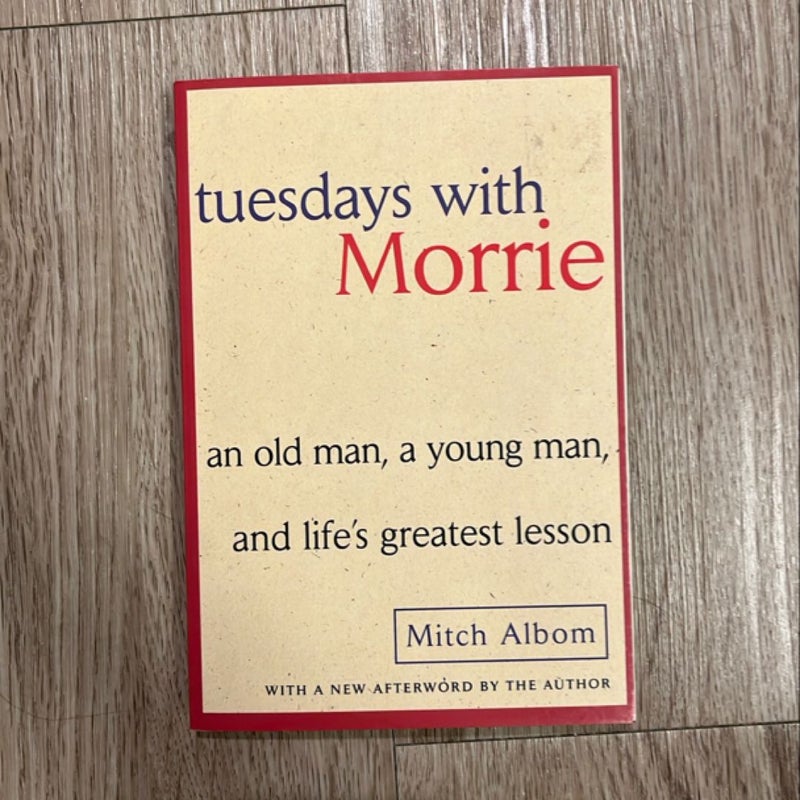 tuesdays with
Morrie
an old man, a young man,
and life's greatest lesson
Mitch Albom
WITH A NEW AFTERWORD BY THE AUTHOR